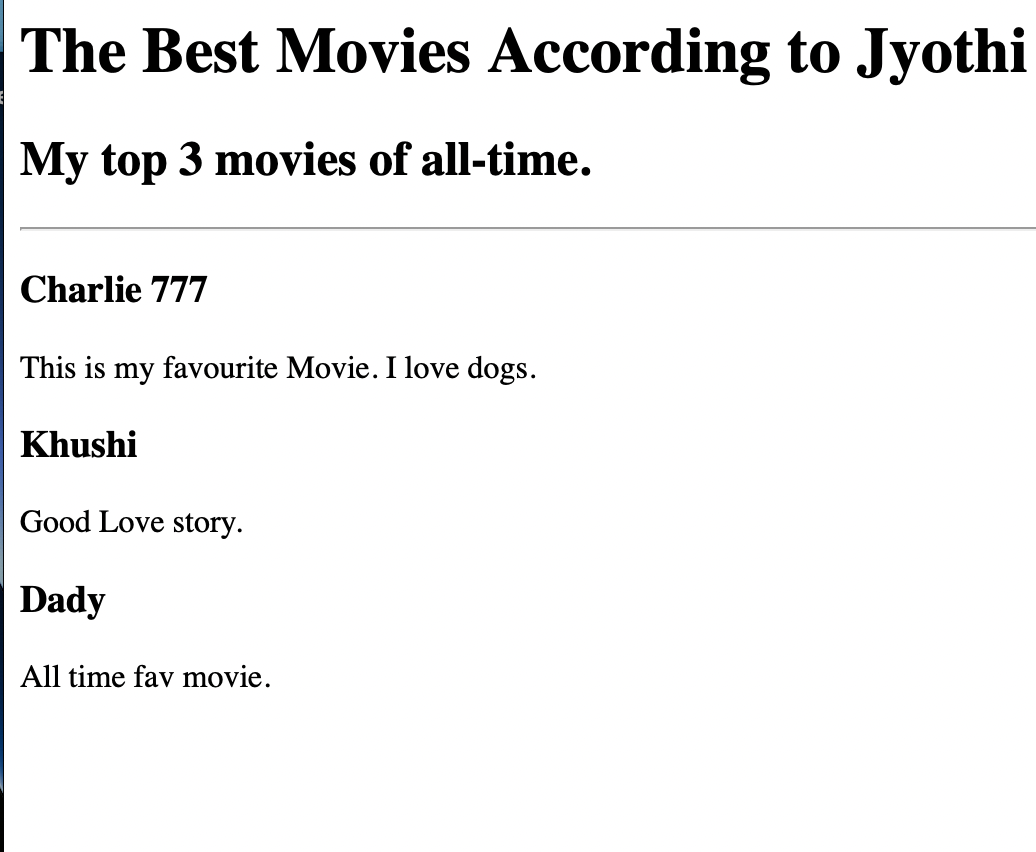 The Best Movies According to Jyothi
My top 3 movies of all-time.
Charlie 777
This is my favourite Movie. I love dogs.
Khushi
Good Love story.
Dady
All time fav movie.